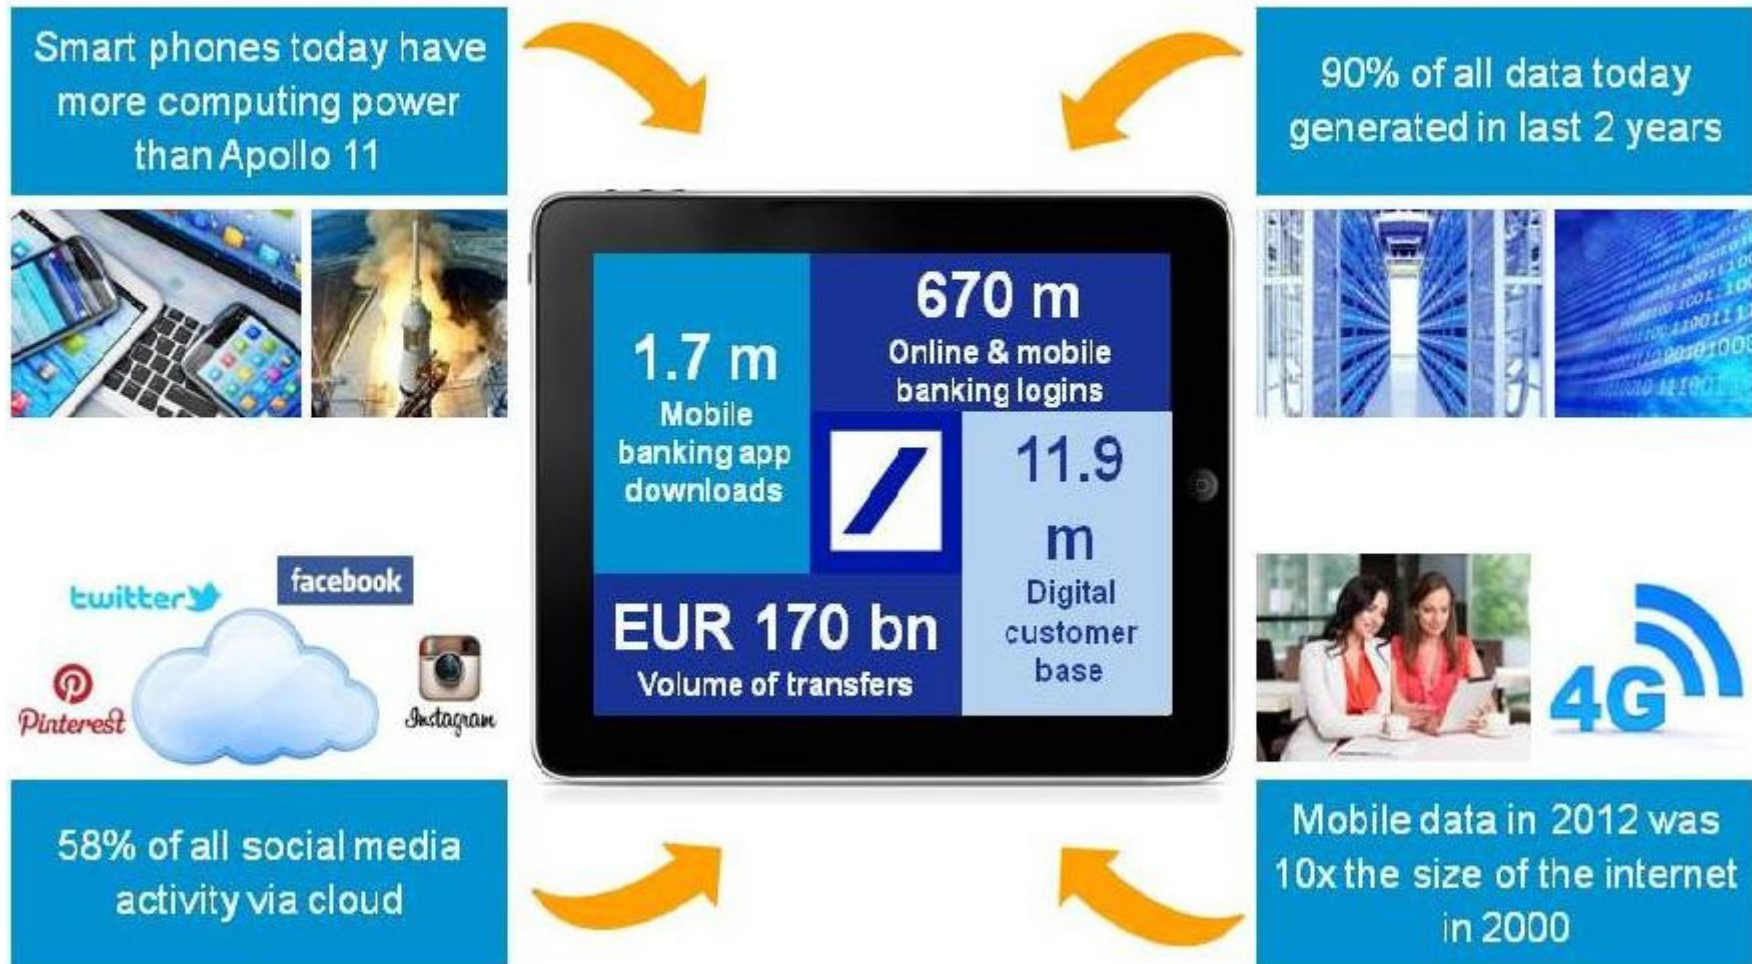 Smart phones today have
more computing power
than Apollo 11
90% of all data today
generated in last 2 years
1.7 m
Mobile
banking app
downloads
670 m
Online & mobile
banking logins
11.9
m
Digital
customer
base
EUR 170 bn
Volume of transfers
twitter
facebook
Pinterest
Instagram
4G
58% of all social media
activity via cloud
Mobile data in 2012 was
10x the size of the internet
in 2000